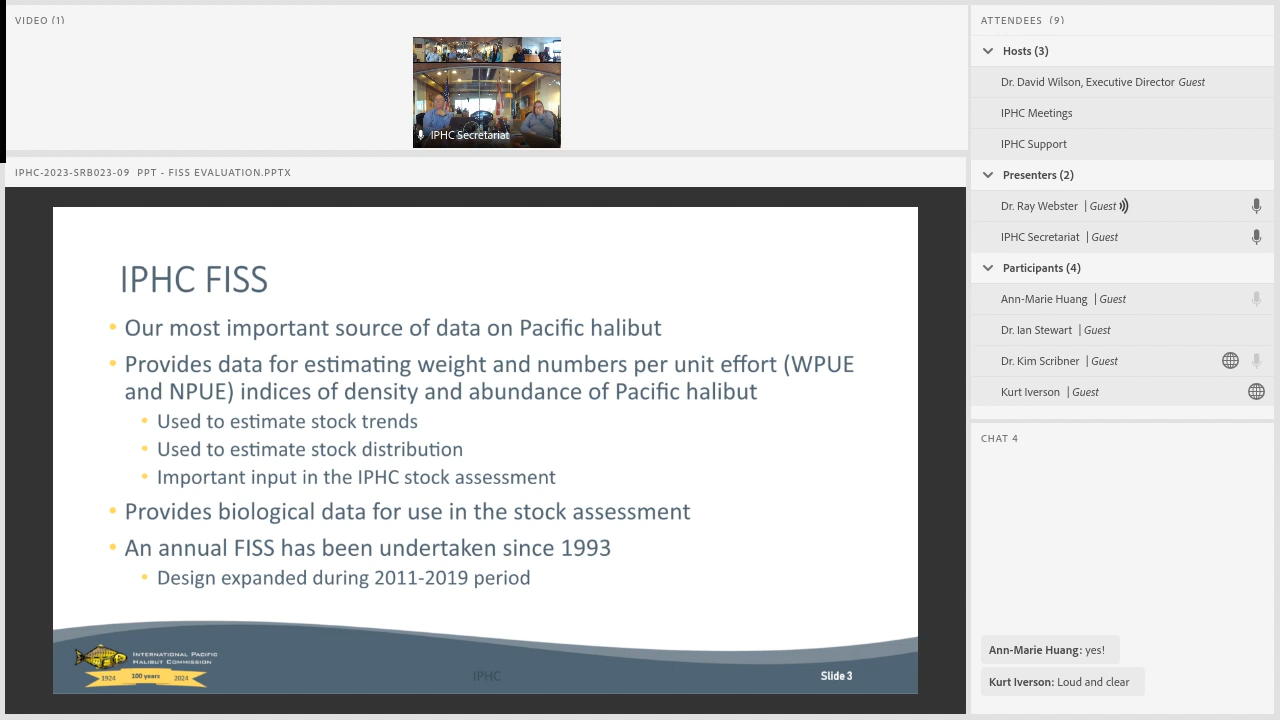 VIDEO (1)
IPHC Secretariat
IPHC-2023-SRB023-09 PPT - FISS EVALUATION.PPTX
IPHC FISS
• Our most important source of data on Pacific halibut
• Provides data for estimating weight and numbers per unit effort (WPUE
and NPUE) indices of density and abundance of Pacific halibut
• Used to estimate stock trends
• Used to estimate stock distribution
• Important input in the IPHC stock assessment
• Provides biological data for use in the stock assessment
• An annual FISS has been undertaken since 1993
• Design expanded during 2011-2019 period
INTERNATIONAL PACIFIC
HALIBUT COMMISSION
1924 100 years 2024
IPHC
Slide 3
ATTENDEES (9)
Hosts (3)
Dr. David Wilson, Executive Director Guest
IPHC Meetings
IPHC Support
Presenters (2)
Dr. Ray Webster | Guest
IPHC Secretariat | Guest
Participants (4)
Ann-Marie Huang | Guest
Dr. Ian Stewart | Guest
Dr. Kim Scribner | Guest
Kurt Iverson | Guest
CHAT 4
Ann-Marie Huang: yes!
Kurt Iverson: Loud and clear